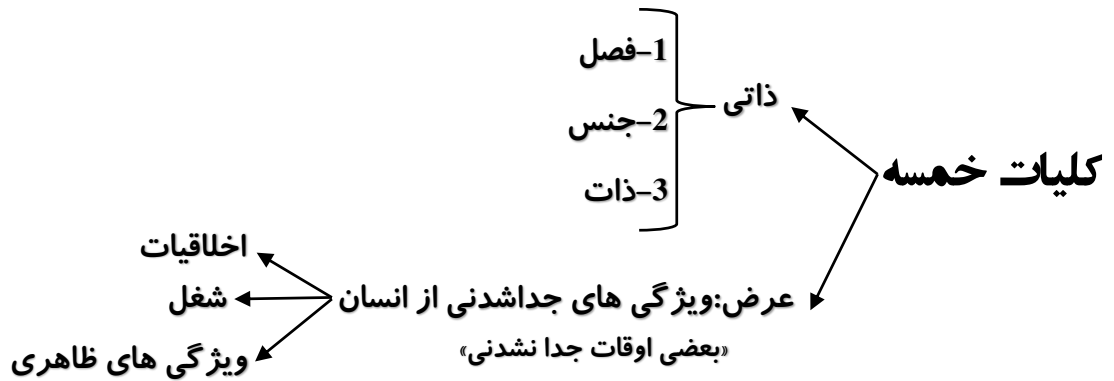 کلیات خمسه
ذاتی
1-فصل
2-جنس
3-ذات
عرض:ویژگی های جداشدنی از انسان
«بعضی اوقات جدا نشدنی»
اخلاقیات
شغل
ویژگی های ظاهری